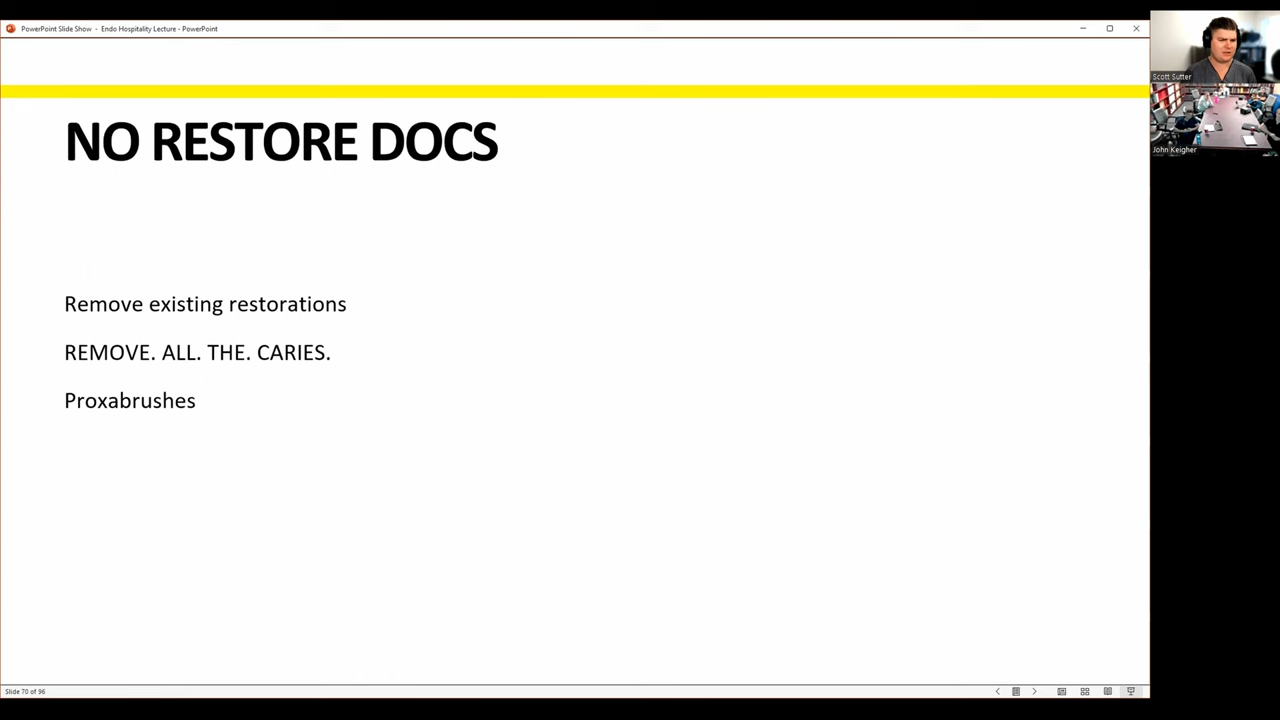 PowerPoint Slide Show - Endo Hospitality Lecture - PowerPoint
Scott Sutter
John Keigher
NO RESTORE DOCS
Remove existing restorations
REMOVE. ALL. THE. CARIES.
Proxabrushes
Slide 70 of 96